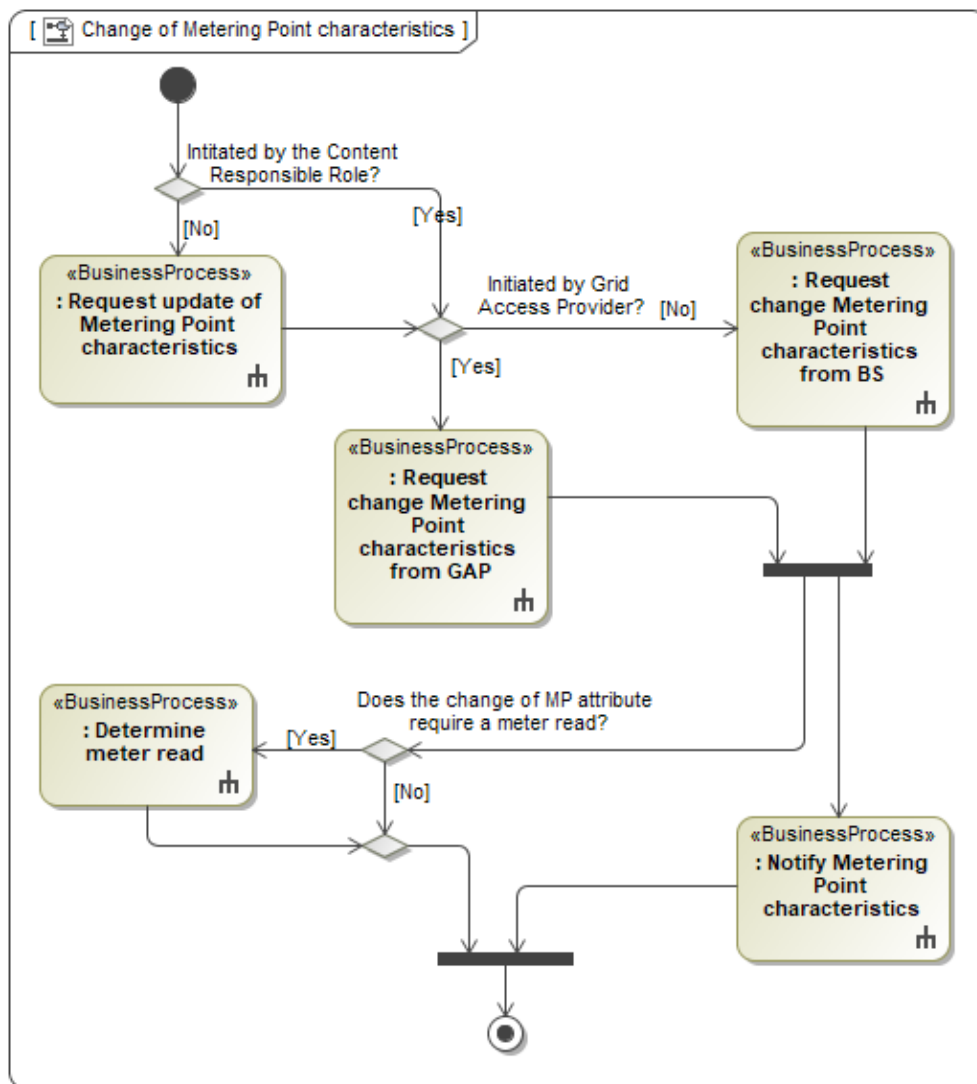 [ Change of Metering Point characteristics ]
Intitated by the Content
Responsible Role?
[No]
[Yes]
«BusinessProcess»
: Request update of
Metering Point
characteristics
Initiated by Grid
Access Provider?
[No]
[Yes]
«BusinessProcess»
: Request
change Metering
Point
characteristics
from BS
«BusinessProcess»
: Request
change Metering
Point
characteristics
from GAP
Does the change of MP attribute
require a meter read?
[Yes]
[No]
«BusinessProcess»
: Determine
meter read
«BusinessProcess»
: Notify Metering
Point
characteristics